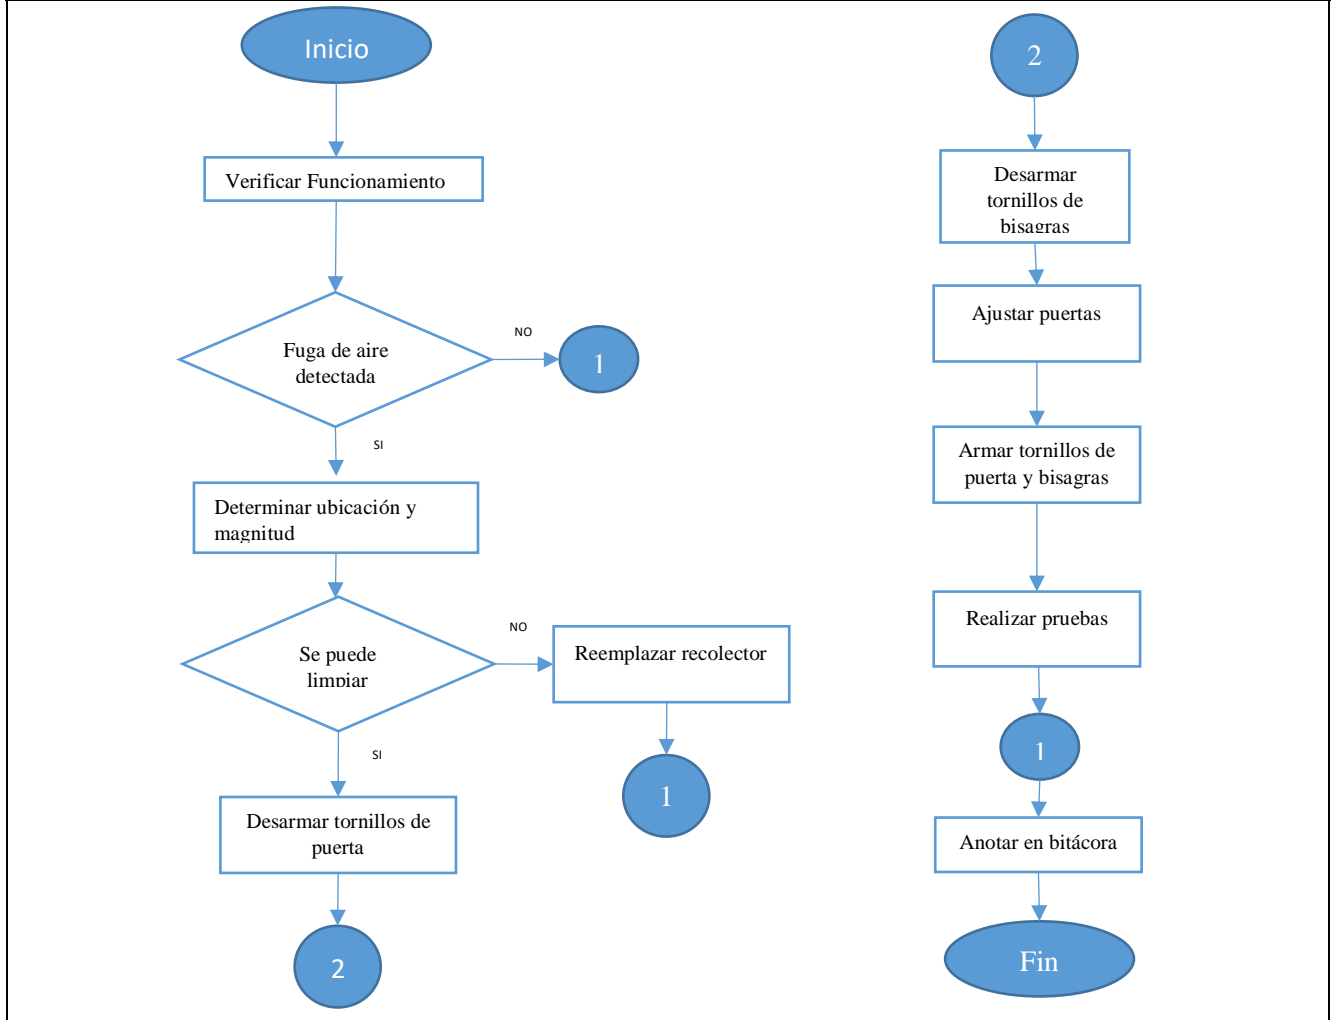 Inicio
Verificar Funcionamiento
Fuga de aire
detectada
NO
1
SI
Determinar ubicación y
magnitud
Se puede
limpiar
NO
Reemplazar recolector
1
SI
Desarmar tornillos de
puerta
2
2
Desarmar
tornillos de
bisagras
Ajustar puertas
Armar tornillos de
puerta y bisagras
Realizar pruebas
1
Anotar en bitácora
Fin